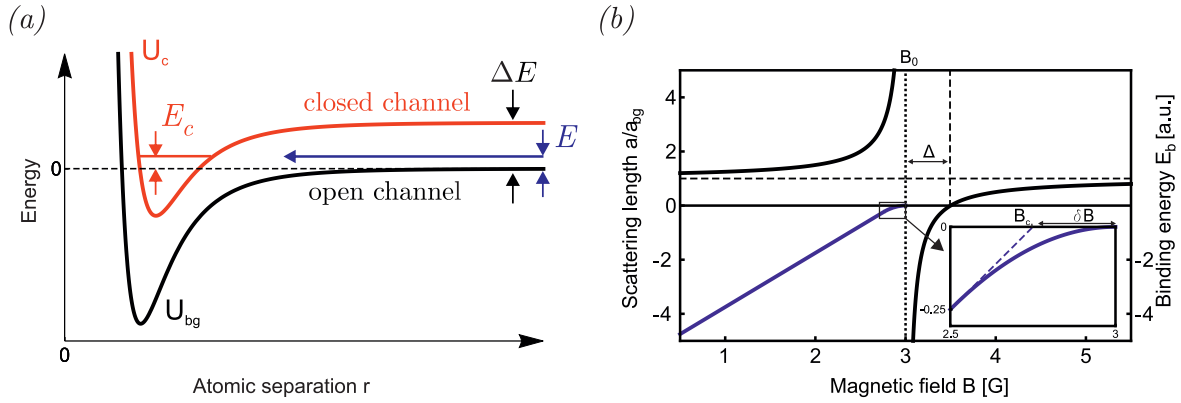 (a)
U_c
closed channel
ΔE
E_c
E
0
open channel
U_bg
Energy
0
Atomic separation r
(b)
B_0
Scattering length a/a_bg
4
2
0
-2
-4
Δ
B_c
δB
0
-0.25
2.5
3
-2
-4
Binding energy E_b [a.u.]
1
2
3
4
5
Magnetic field B [G]